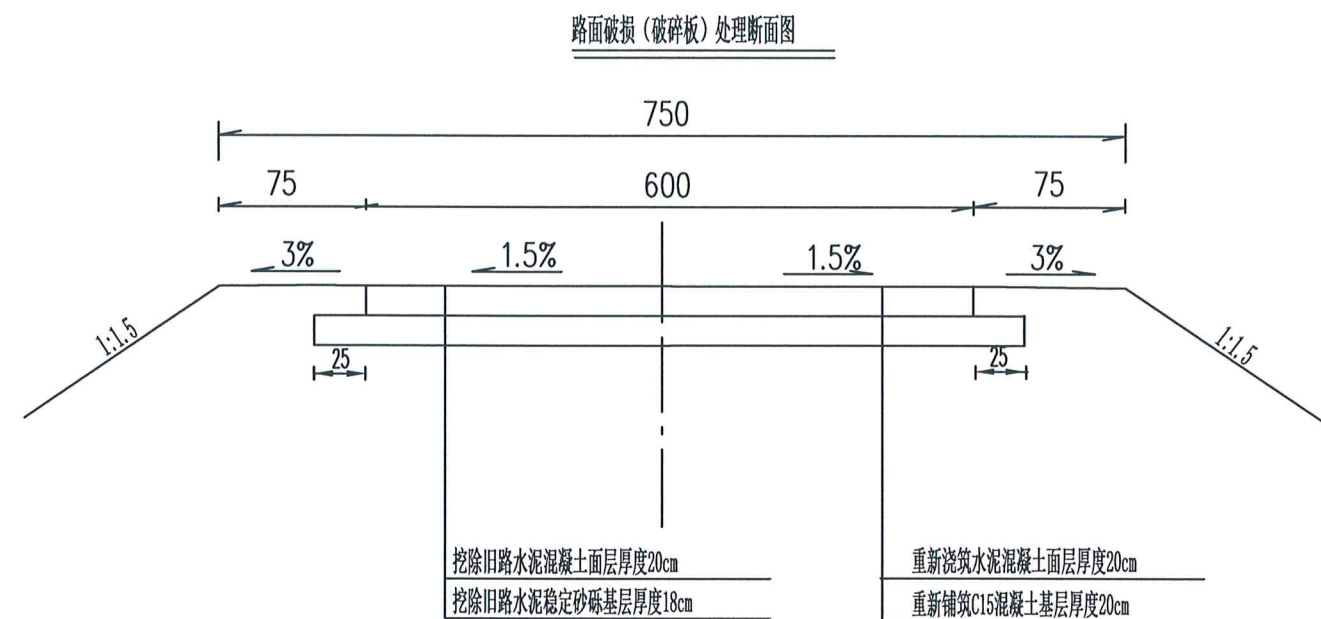 路面破损（破碎板）处理断面图
750
75 600 75
3% 1.5% 1.5% 3%
1:1.5 1:1.5
25 25
挖除旧路水泥混凝土面层厚度20cm 重新浇筑水泥混凝土面层厚度20cm
挖除旧路水泥稳定砂砾基层厚度18cm 重新铺筑C15混凝土基层厚度20cm